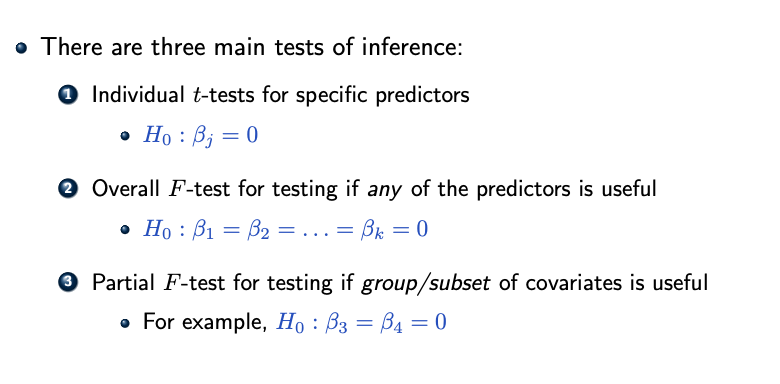 • There are three main tests of inference:
1 Individual t-tests for specific predictors
• H₀ : βⱼ = 0
2 Overall F-test for testing if any of the predictors is useful
• H₀ : β₁ = β₂ = … = βₖ = 0
3 Partial F-test for testing if group/subset of covariates is useful
• For example, H₀ : β₃ = β₄ = 0